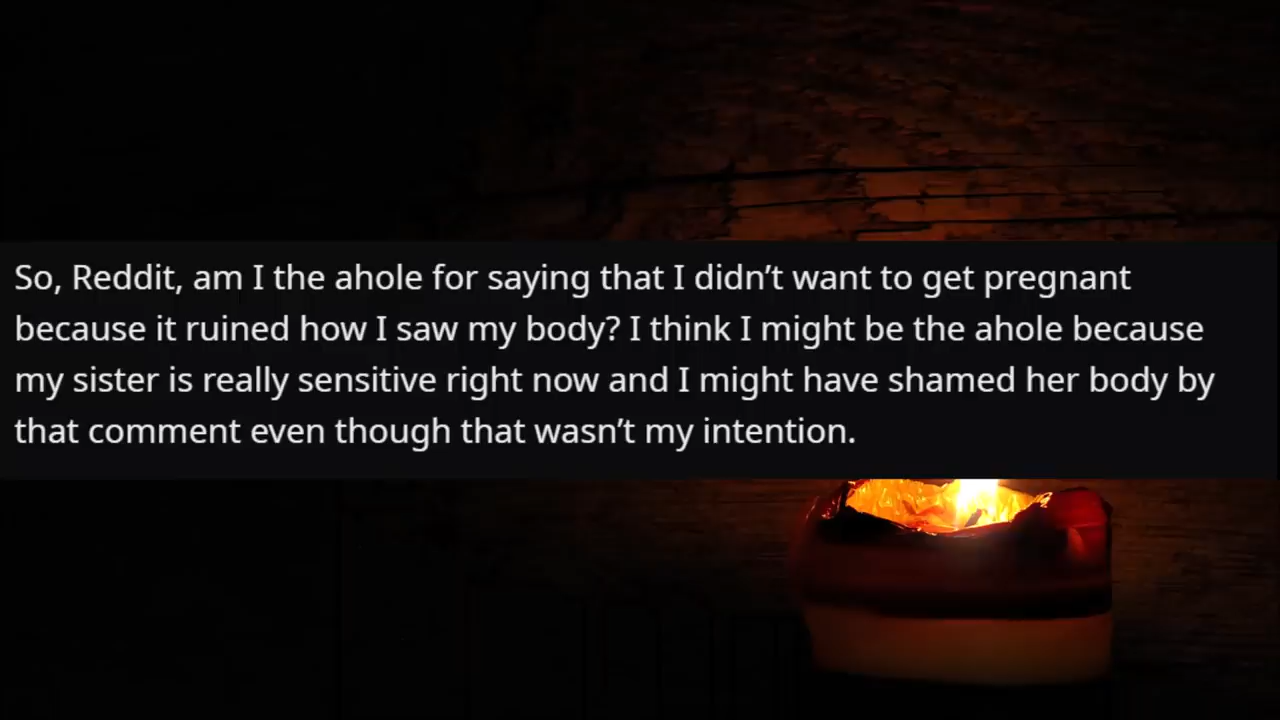 So, Reddit, am I the ahole for saying that I didn’t want to get pregnant
because it ruined how I saw my body? I think I might be the ahole because
my sister is really sensitive right now and I might have shamed her body by
that comment even though that wasn’t my intention.